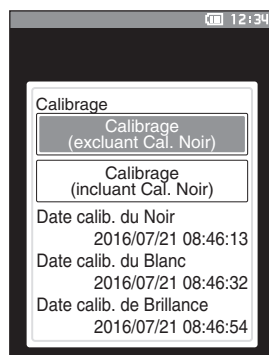 12:34
Calibrage
Calibrage
(excluant Cal. Noir)
Calibrage
(incluant Cal. Noir)
Date calib. du Noir
2016/07/21 08:46:13
Date calib. du Blanc
2016/07/21 08:46:32
Date calib. de Brillance
2016/07/21 08:46:54